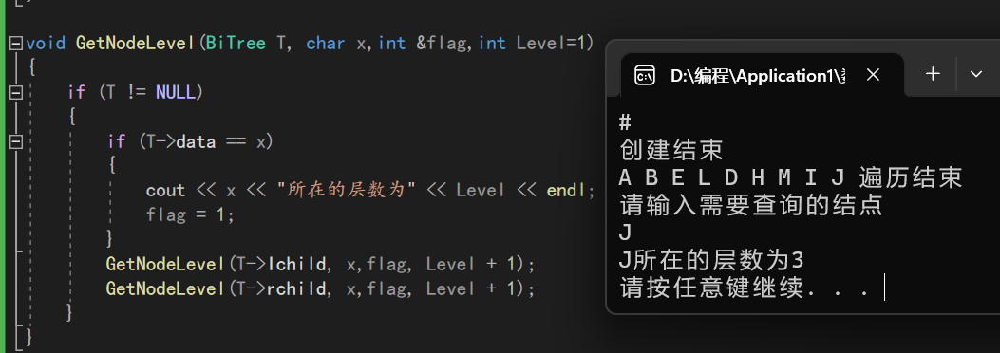 void GetNodeLevel(BiTree T, char x,int &flag,int Level=1)
{
if (T != NULL)
{
if (T->data == x)
{
cout << x << "所在的层数为" << Level << endl;
flag = 1;
}
GetNodeLevel(T->lchild, x,flag, Level + 1);
GetNodeLevel(T->rchild, x,flag, Level + 1);
}
}
D:\编程\Application1\
#
创建结束
A B E L D H M I J 遍历结束
请输入需要查询的结点
J
J所在的层数为3
请按任意键继续. . .